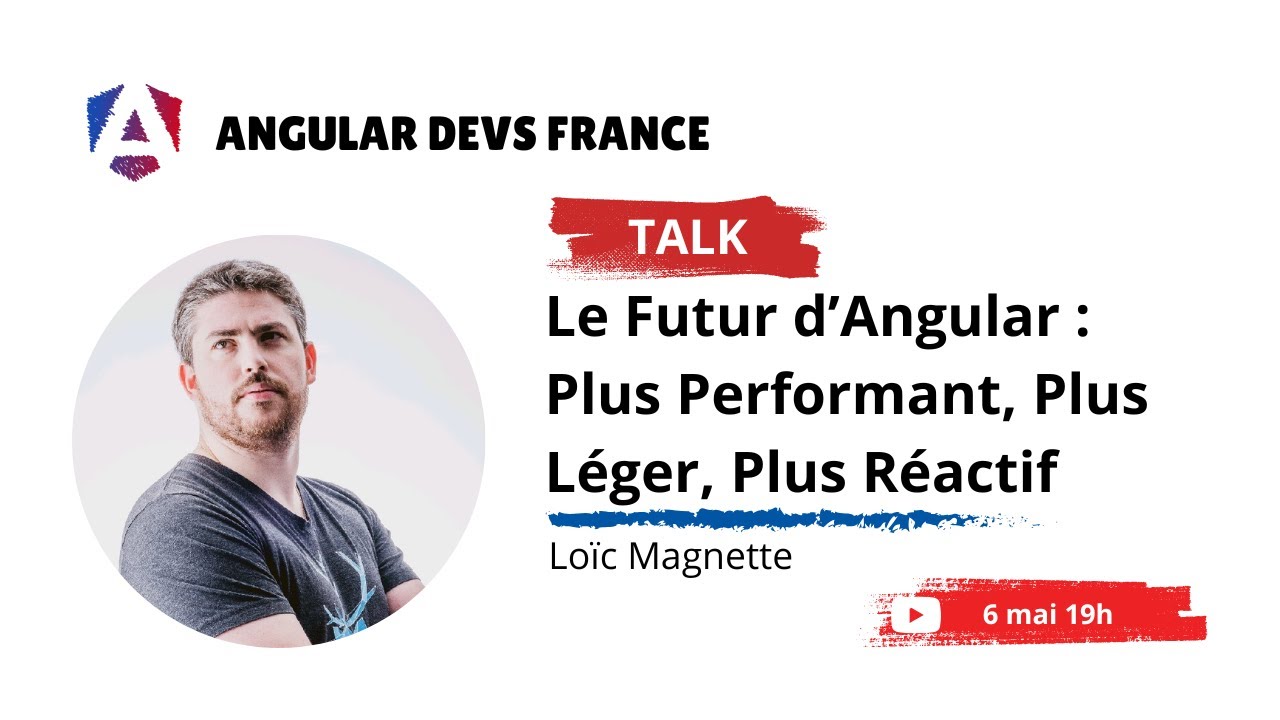 ANGULAR DEVS FRANCE
TALK
Le Futur d’Angular :
Plus Performant, Plus
Léger, Plus Réactif
Loïc Magnette
6 mai 19h